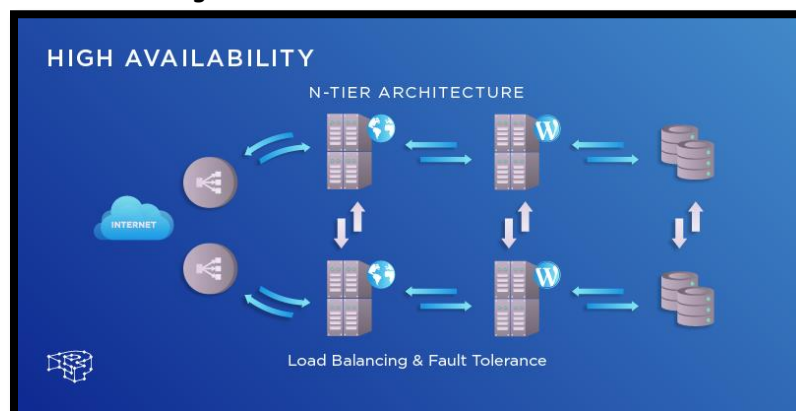 HIGH AVAILABILITY
N-TIER ARCHITECTURE
INTERNET
Load Balancing & Fault Tolerance